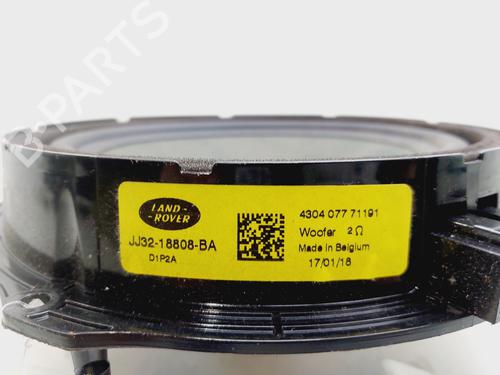 B-PARTS
LAND-
-ROVER
JJ32-18808-BA
D1P2A
4304 077 71191
Woofer 2Ω
Made in Belgium
17/01/18